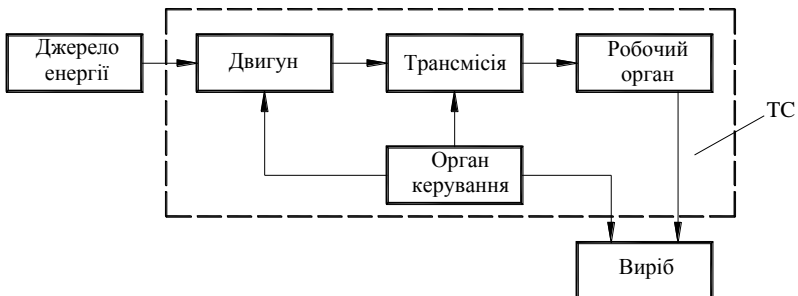 Джерело
енергії
Двигун
Трансмісія
Робочий
орган
ТС
Орган
керування
Виріб